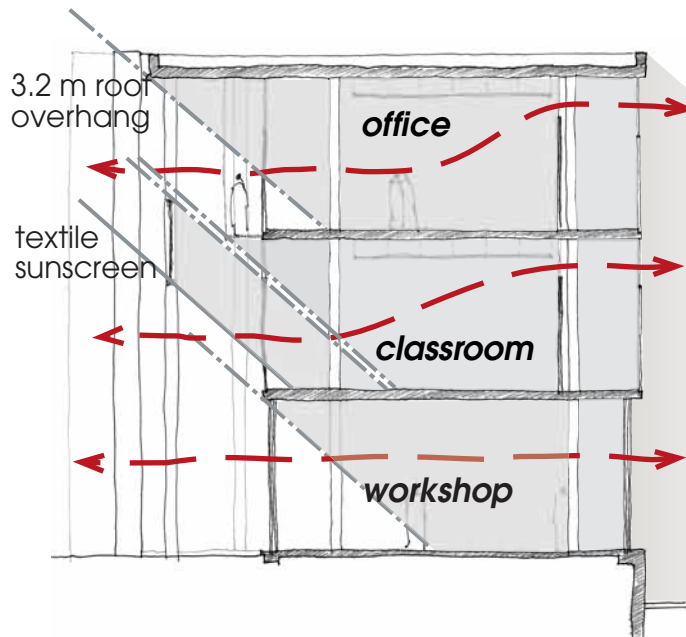 3.2 m roof
overhang
office
textile
sunscreen
classroom
workshop